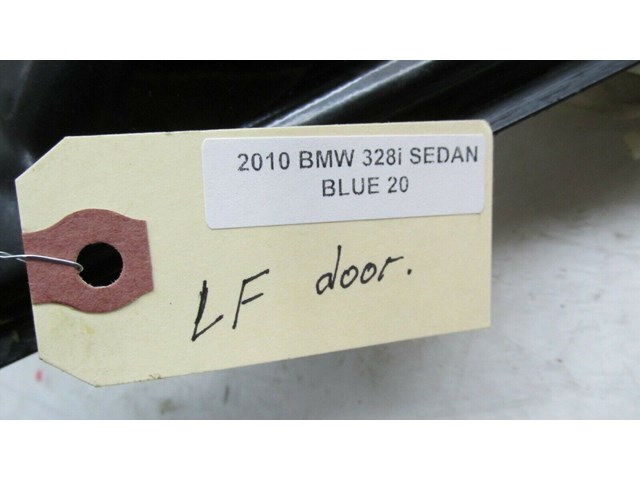 2010 BMW 328i SEDAN
BLUE 20
LF door.